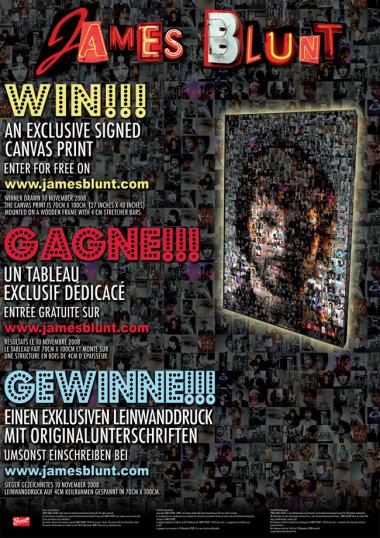 JAMES BLUNT
WIN!!!
AN EXCLUSIVE SIGNED
CANVAS PRINT
ENTER FOR FREE ON
www.jamesblunt.com
WINNER DRAWN 10 NOVEMBER 2008
THE CANVAS PRINT IS 70CM X 100CM (27 INCHES X 40 INCHES)
MOUNTED ON A WOODEN FRAME WITH 4 CM STRETCHER BARS.
GAGNE!!!
UN TABLEAU
EXCLUSIF DÉDICACÉ
ENTRÉE GRATUITE SUR
www.jamesblunt.com
RÉSULTATS LE 10 NOVEMBRE 2008
LE TABLEAU FAIT 70CM X 100CM ET MONTÉ SUR
UNE STRUCTURE EN BOIS DE 4CM D'ÉPAISSEUR.
GEWINNE!!!
EINEN EXKLUSIVEN LEINWANDDRUCK
MIT ORIGINALUNTERSCHRIFTEN
UMSONST EINSCHREIBEN BEI
www.jamesblunt.com
SIEGER GEZEICHNETES 10 NOVEMBER 2008
LEINWANDDRUCK AUF 4CM KEILRAHMEN GESPANNT IN 70CM X 100CM.